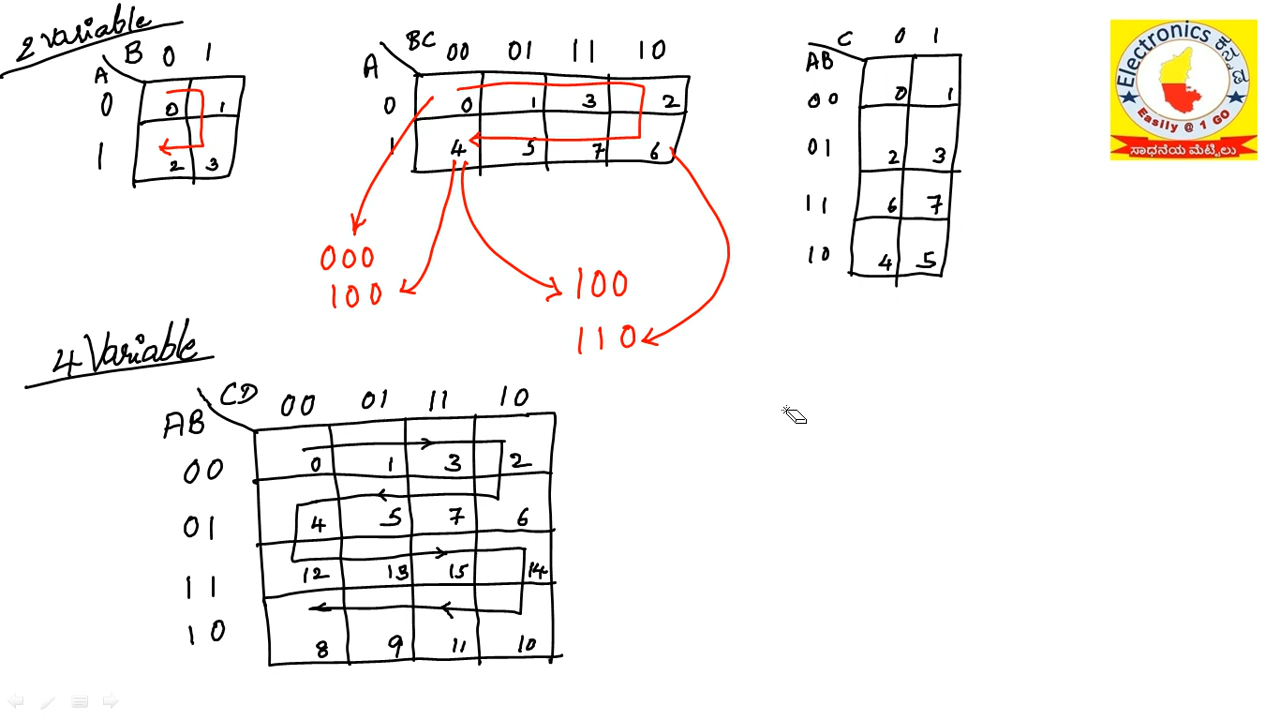 2 Variable
B 0 1
A
0 0 1
1 2 3
BC 00 01 11 10
A
0 0 1 3 2
1 4 5 7 6
000
100
100
110
C 0 1
AB
00 0 1
01 2 3
11 6 7
10 4 5
Electronics ಕನ್ನಡ
Easily @ 1 GO
ಸಾಧನೆಯ ಮೆಟ್ಟಿಲು
4 Variable
CD 00 01 11 10
AB
00 0 1 3 2
01 4 5 7 6
11 12 13 15 14
10 8 9 11 10